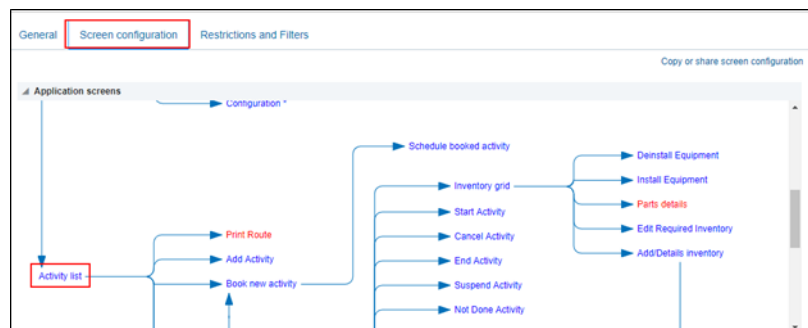 General Screen configuration Restrictions and Filters
Copy or share screen configuration
Application screens
Configuration *
Schedule booked activity
Deinstall Equipment
Inventory grid
Install Equipment
Start Activity
Parts details
Print Route
Cancel Activity
Edit Required Inventory
Add Activity
End Activity
Add/Details inventory
Activity list
Book new activity
Suspend Activity
Not Done Activity